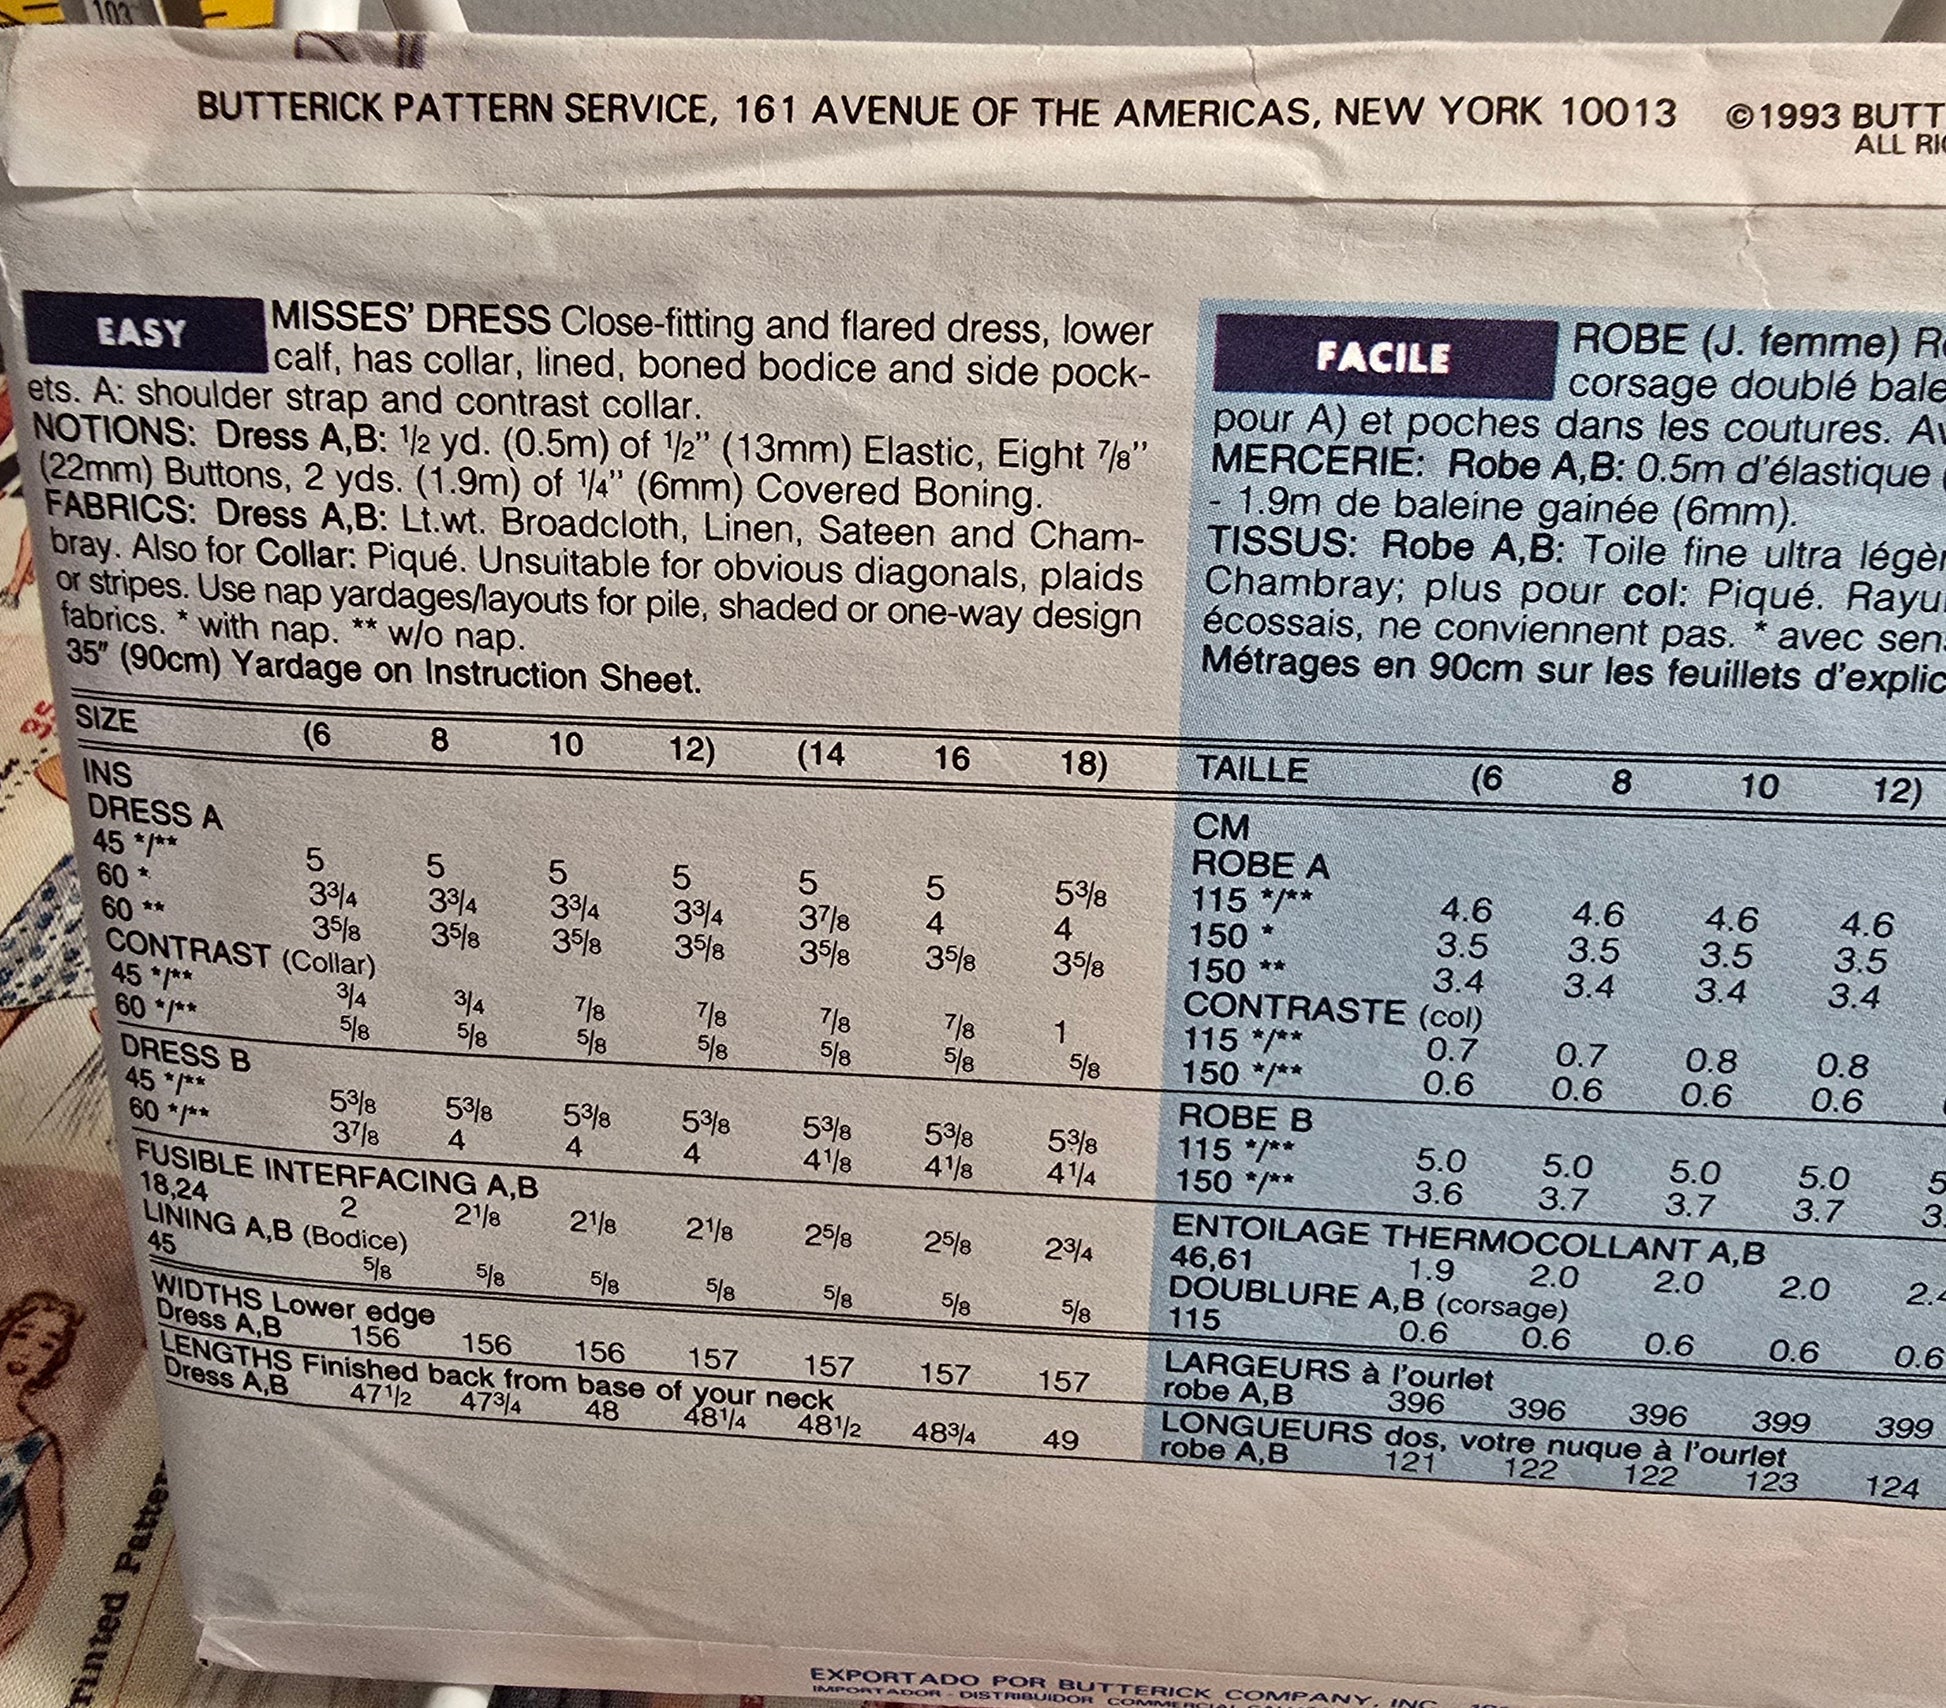 103
BUTTERICK PATTERN SERVICE, 161 AVENUE OF THE AMERICAS, NEW YORK 10013 ©1993 BUTT
ALL RI
EASY
MISSES' DRESS Close-fitting and flared dress, lower
calf, has collar, lined, boned bodice and side pock-
ets. A: shoulder strap and contrast collar.
NOTIONS: Dress A,B: 1/2 yd. (0.5m) of 1/2" (13mm) Elastic, Eight 7/8"
(22mm) Buttons, 2 yds. (1.9m) of 1/4" (6mm) Covered Boning.
FABRICS: Dress A,B: Lt.wt. Broadcloth, Linen, Sateen and Cham-
bray. Also for Collar: Piqué. Unsuitable for obvious diagonals, plaids
or stripes. Use nap yardages/layouts for pile, shaded or one-way design
fabrics. * with nap. ** w/o nap.
35" (90cm) Yardage on Instruction Sheet.
SIZE (6 8 10 12) (14 16 18)
INS
DRESS A
45 */** 5 5 5 5 5 5 5 3/8
60 * 3 3/4 3 3/4 3 3/4 3 3/4 3 7/8 4 4
60 ** 3 5/8 3 5/8 3 5/8 3 5/8 3 5/8 3 5/8 3 5/8
CONTRAST (Collar)
45 */** 3/4 3/4 7/8 7/8 7/8 7/8 1
60 */** 5/8 5/8 5/8 5/8 5/8 5/8 5/8
DRESS B
45 */** 5 3/8 5 3/8 5 3/8 5 3/8 5 3/8 5 3/8 5 3/8
60 */** 3 7/8 4 4 4 4 1/8 4 1/8 4 1/4
FUSIBLE INTERFACING A,B
18,24 2 2 1/8 2 1/8 2 1/8 2 5/8 2 5/8 2 3/4
LINING A,B (Bodice)
45 5/8 5/8 5/8 5/8 5/8 5/8 5/8
WIDTHS Lower edge
Dress A,B 156 156 156 157 157 157 157
LENGTHS Finished back from base of your neck
Dress A,B 47 1/2 47 3/4 48 48 1/4 48 1/2 48 3/4 49
FACILE
ROBE (J. femme) R
corsage doublé bale
pour A) et poches dans les coutures. Av
MERCERIE: Robe A,B: 0.5m d'élastique (
- 1.9m de baleine gainée (6mm).
TISSUS: Robe A,B: Toile fine ultra légèr
Chambray; plus pour col: Piqué. Rayu
écossais, ne conviennent pas. * avec sens
Métrages en 90cm sur les feuillets d'explic
TAILLE (6 8 10 12)
CM
ROBE A
115 */** 4.6 4.6 4.6 4.6
150 * 3.5 3.5 3.5 3.5
150 ** 3.4 3.4 3.4 3.4
CONTRASTE (col)
115 */** 0.7 0.7 0.8 0.8
150 */** 0.6 0.6 0.6 0.6
ROBE B
115 */** 5.0 5.0 5.0 5.0 5
150 */** 3.6 3.7 3.7 3.7 3.
ENTOILAGE THERMOCOLLANT A,B
46,61 1.9 2.0 2.0 2.0 2.4
DOUBLURE A,B (corsage)
115 0.6 0.6 0.6 0.6 0.6
LARGEURS à l'ourlet
robe A,B 396 396 396 399 399
LONGUEURS dos, votre nuque à l'ourlet
robe A,B 121 122 122 123 124
EXPORTADO POR BUTTERICK COMPANY, INC.
IMPORTADOR - DISTRIBUIDOR
Printed Patter